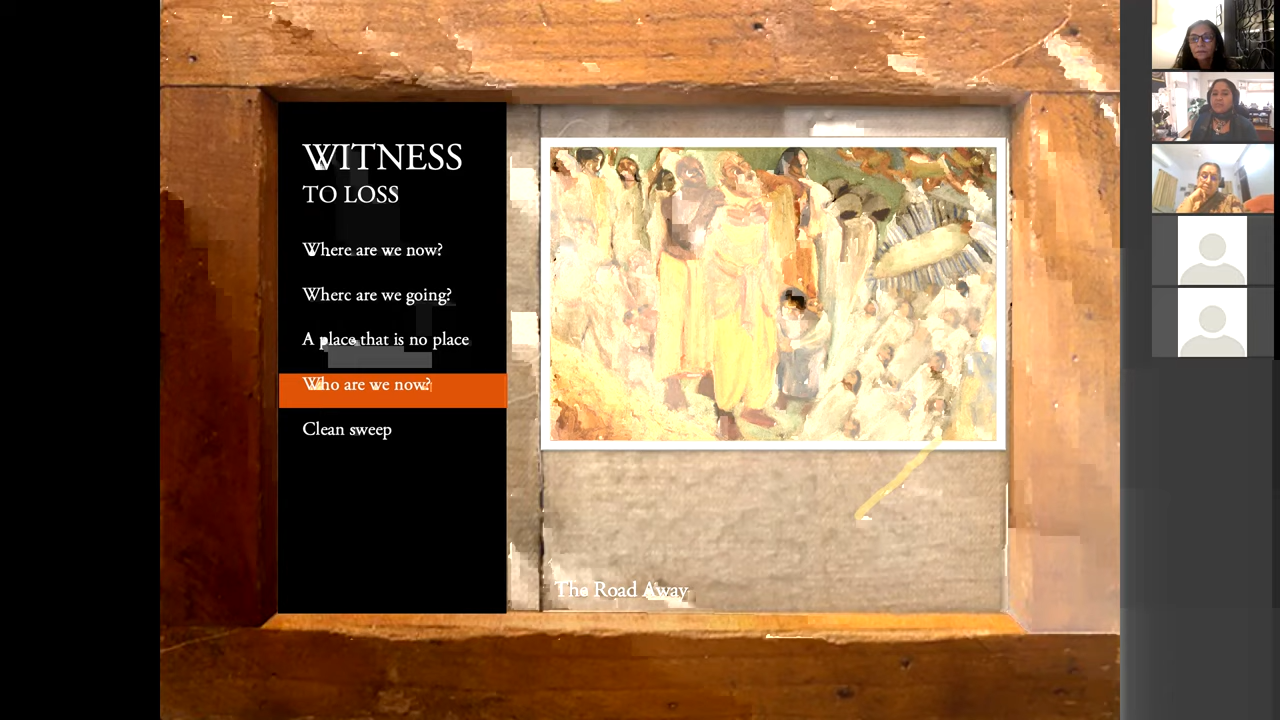 WITNESS
TO LOSS
Where are we now?
Where are we going?
A place that is no place
Who are we now?
Clean sweep
The Road Away